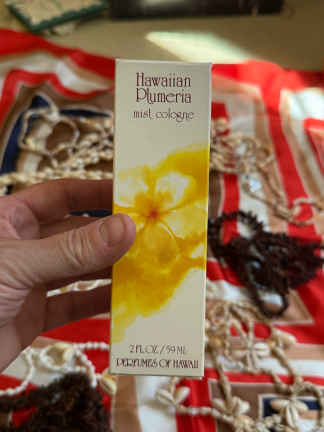 Hawaiian
Plumeria
mist cologne
2 FL OZ / 59 ML
PERFUMES OF HAWAII